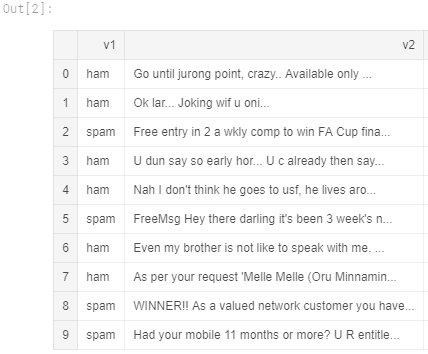 Out[2]:
v1 v2
0 ham Go until jurong point, crazy.. Available only ...
1 ham Ok lar... Joking wif u oni...
2 spam Free entry in 2 a wkly comp to win FA Cup fina...
3 ham U dun say so early hor... U c already then say...
4 ham Nah I don't think he goes to usf, he lives aro...
5 spam FreeMsg Hey there darling it's been 3 week's n...
6 ham Even my brother is not like to speak with me. ...
7 ham As per your request 'Melle Melle (Oru Minnamin...
8 spam WINNER!! As a valued network customer you have...
9 spam Had your mobile 11 months or more? U R entitle...